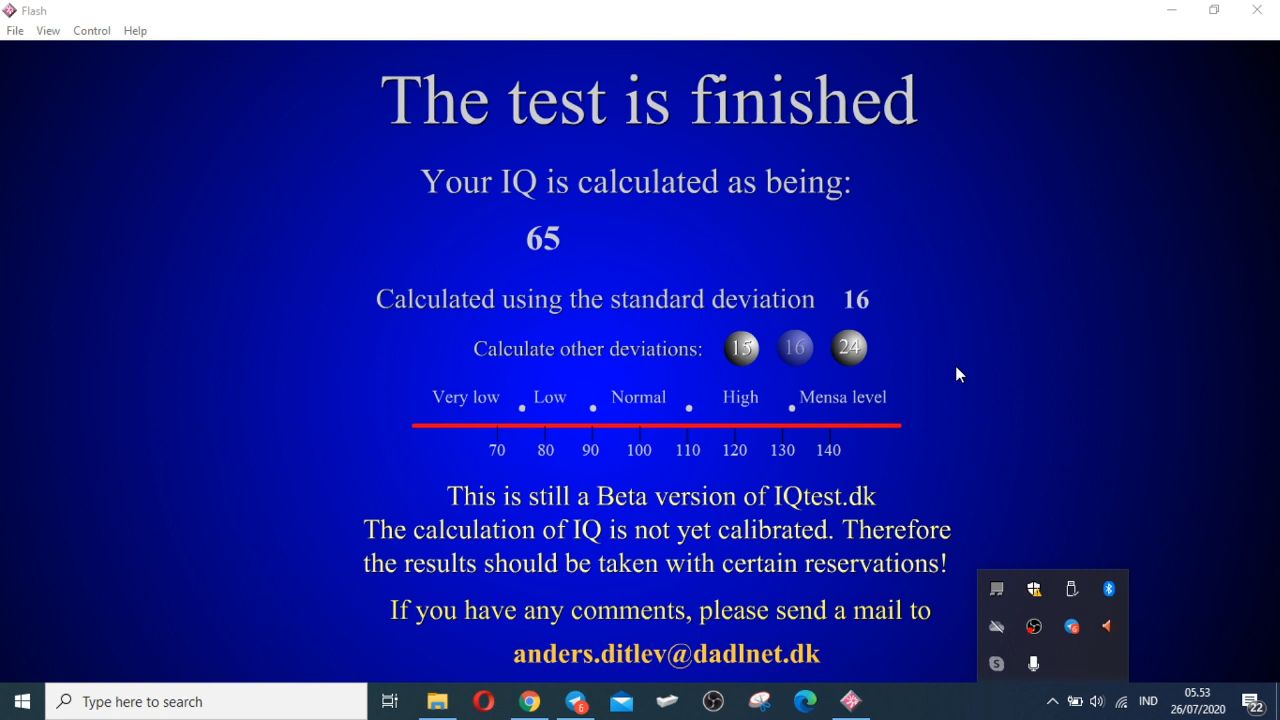 Flash
File View Control Help
The test is finished
Your IQ is calculated as being:
65
Calculated using the standard deviation 16
Calculate other deviations: 15 16 24
Very low Low Normal High Mensa level
70 80 90 100 110 120 130 140
This is still a Beta version of IQtest.dk
The calculation of IQ is not yet calibrated. Therefore
the results should be taken with certain reservations!
If you have any comments, please send a mail to
anders.ditlev@dadlnet.dk
6
Type here to search
6
IND
05.53
26/07/2020
22